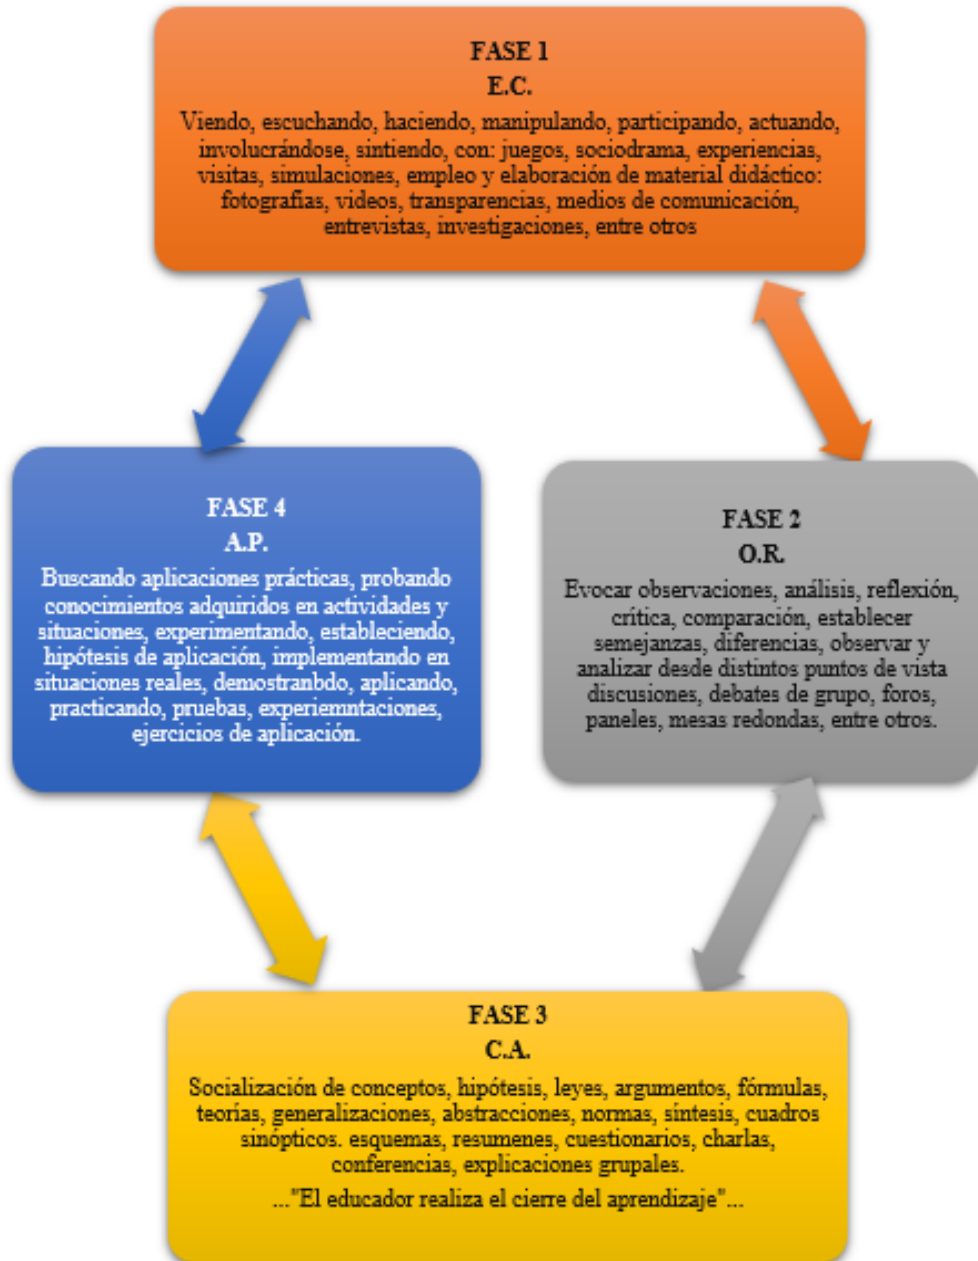 FASE 1
E.C.
Viendo, escuchando, haciendo, manipulando, participando, actuando,
involucrándose, sintiendo, con: juegos, sociodrama, experiencias,
visitas, simulaciones, empleo y elaboración de material didáctico:
fotografías, videos, transparencias, medios de comunicación,
entrevistas, investigaciones, entre otros
FASE 2
O.R.
Evocar observaciones, análisis, reflexión,
crítica, comparación, establecer
semejanzas, diferencias, observar y
analizar desde distintos puntos de vista
discusiones, debates de grupo, foros,
paneles, mesas redondas, entre otros.
FASE 3
C.A.
Socialización de conceptos, hipótesis, leyes, argumentos, fórmulas,
teorías, generalizaciones, abstracciones, normas, síntesis, cuadros
sinópticos. esquemas, resumenes, cuestionarios, charlas,
conferencias, explicaciones grupales.
..."El educador realiza el cierre del aprendizaje"...
FASE 4
A.P.
Buscando aplicaciones prácticas, probando
conocimientos adquiridos en actividades y
situaciones, experimentando, estableciendo,
hipótesis de aplicación, implementando en
situaciones reales, demostranbdo, aplicando,
practicando, pruebas, experiemntaciones,
ejercicios de aplicación.